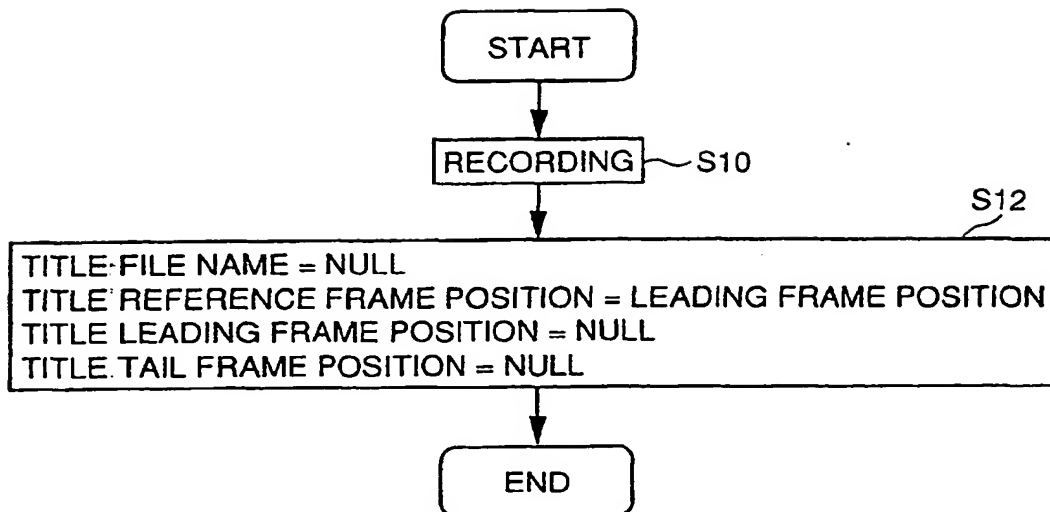 START
RECORDING S10
S12
TITLE·FILE NAME = NULL
TITLE REFERENCE FRAME POSITION = LEADING FRAME POSITION
TITLE LEADING FRAME POSITION = NULL
TITLE. TAIL FRAME POSITION = NULL
END